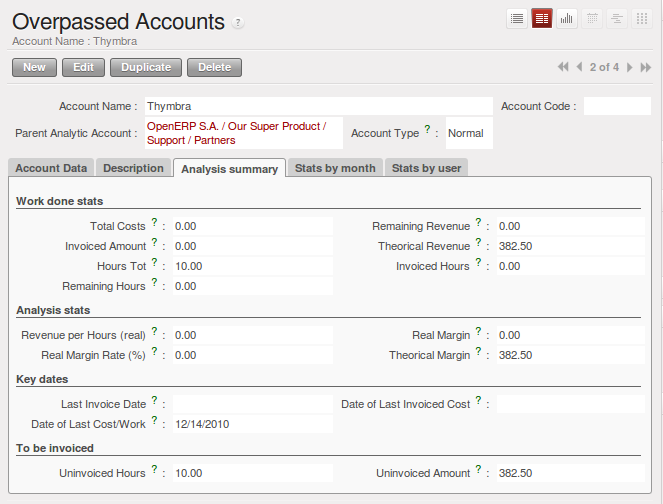 Overpassed Accounts ?
Account Name : Thymbra
New Edit Duplicate Delete 2 of 4
Account Name : Thymbra Account Code :
Parent Analytic Account : OpenERP S.A. / Our Super Product / Support / Partners Account Type ? : Normal
Account Data Description Analysis summary Stats by month Stats by user
Work done stats
Total Costs ? : 0.00 Remaining Revenue ? : 0.00
Invoiced Amount ? : 0.00 Theorical Revenue ? : 382.50
Hours Tot ? : 10.00 Invoiced Hours ? : 0.00
Remaining Hours ? : 0.00
Analysis stats
Revenue per Hours (real) ? : 0.00 Real Margin ? : 0.00
Real Margin Rate (%) ? : 0.00 Theorical Margin ? : 382.50
Key dates
Last Invoice Date ? : Date of Last Invoiced Cost ? :
Date of Last Cost/Work ? : 12/14/2010
To be invoiced
Uninvoiced Hours ? : 10.00 Uninvoiced Amount ? : 382.50